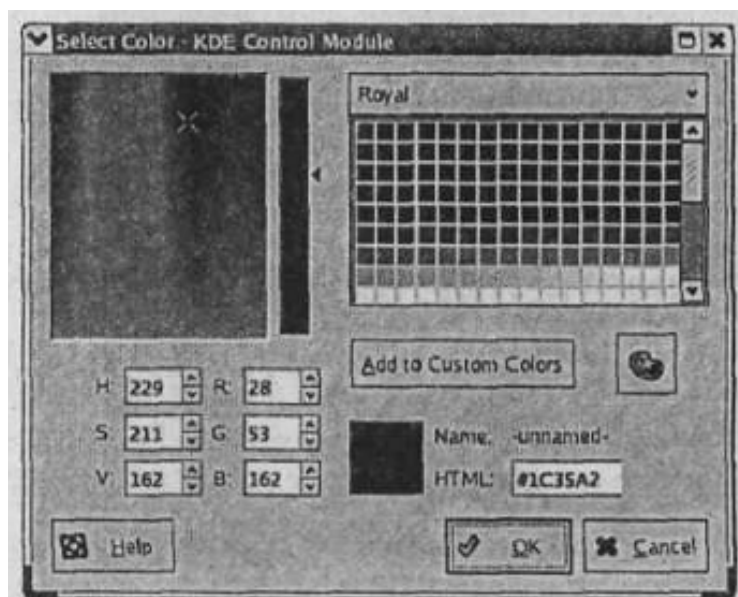 Select Color - KDE Control Module
Royal
Add to Custom Colors
H: 229 R: 28
S: 211 G: 53
V: 162 B: 162
Name: -unnamed-
HTML: #1C35A2
Help
OK
Cancel